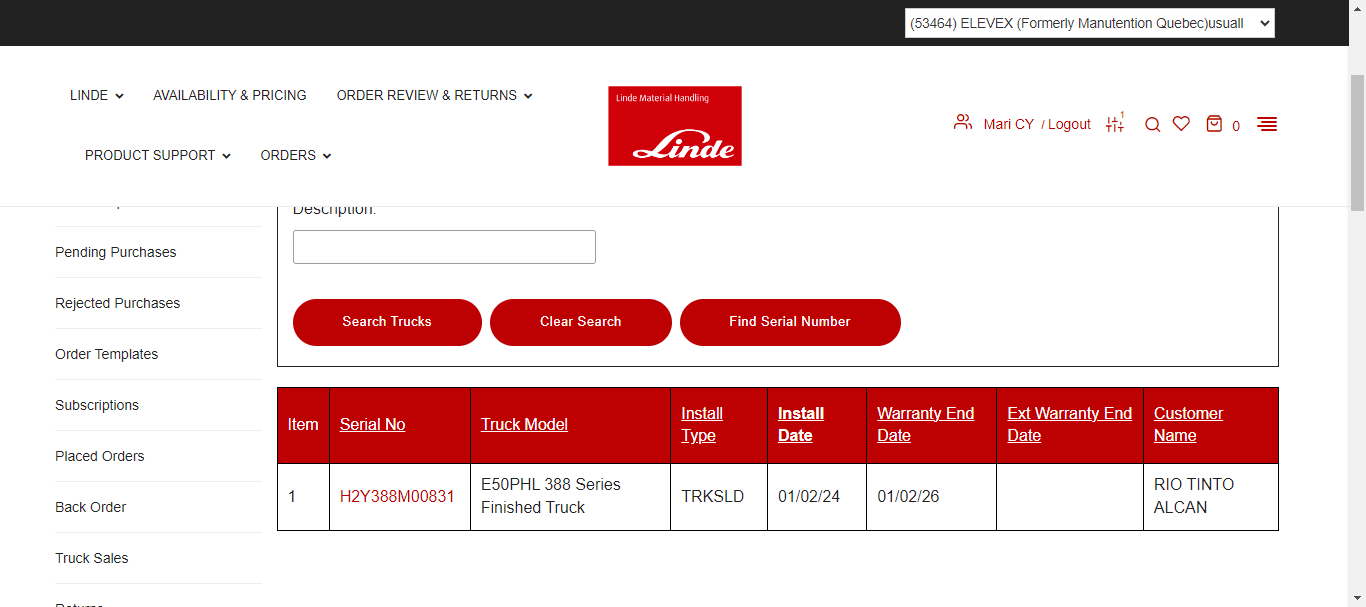 (53464) ELEVEX (Formerly Manutention Quebec)usuall
LINDE
AVAILABILITY & PRICING
ORDER REVIEW & RETURNS
PRODUCT SUPPORT
ORDERS
Linde Material Handling
Linde
Mari CY / Logout
1
0
Description:
Pending Purchases
Rejected Purchases
Order Templates
Subscriptions
Placed Orders
Back Order
Truck Sales
Returns
Search Trucks
Clear Search
Find Serial Number
Item
Serial No
Truck Model
Install
Type
Install
Date
Warranty End
Date
Ext Warranty End
Date
Customer
Name
1
H2Y388M00831
E50PHL 388 Series
Finished Truck
TRKSLD
01/02/24
01/02/26
RIO TINTO
ALCAN